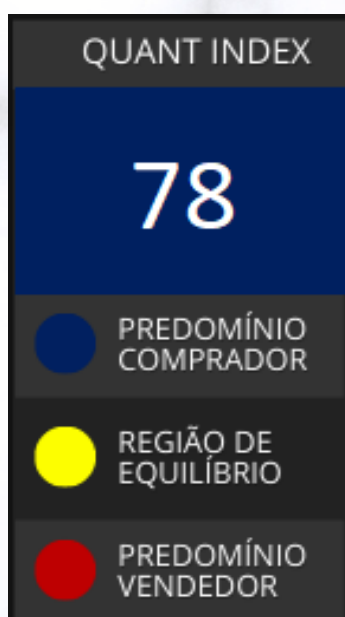 QUANT INDEX
78
PREDOMÍNIO
COMPRADOR
REGIÃO DE
EQUILÍBRIO
PREDOMÍNIO
VENDEDOR